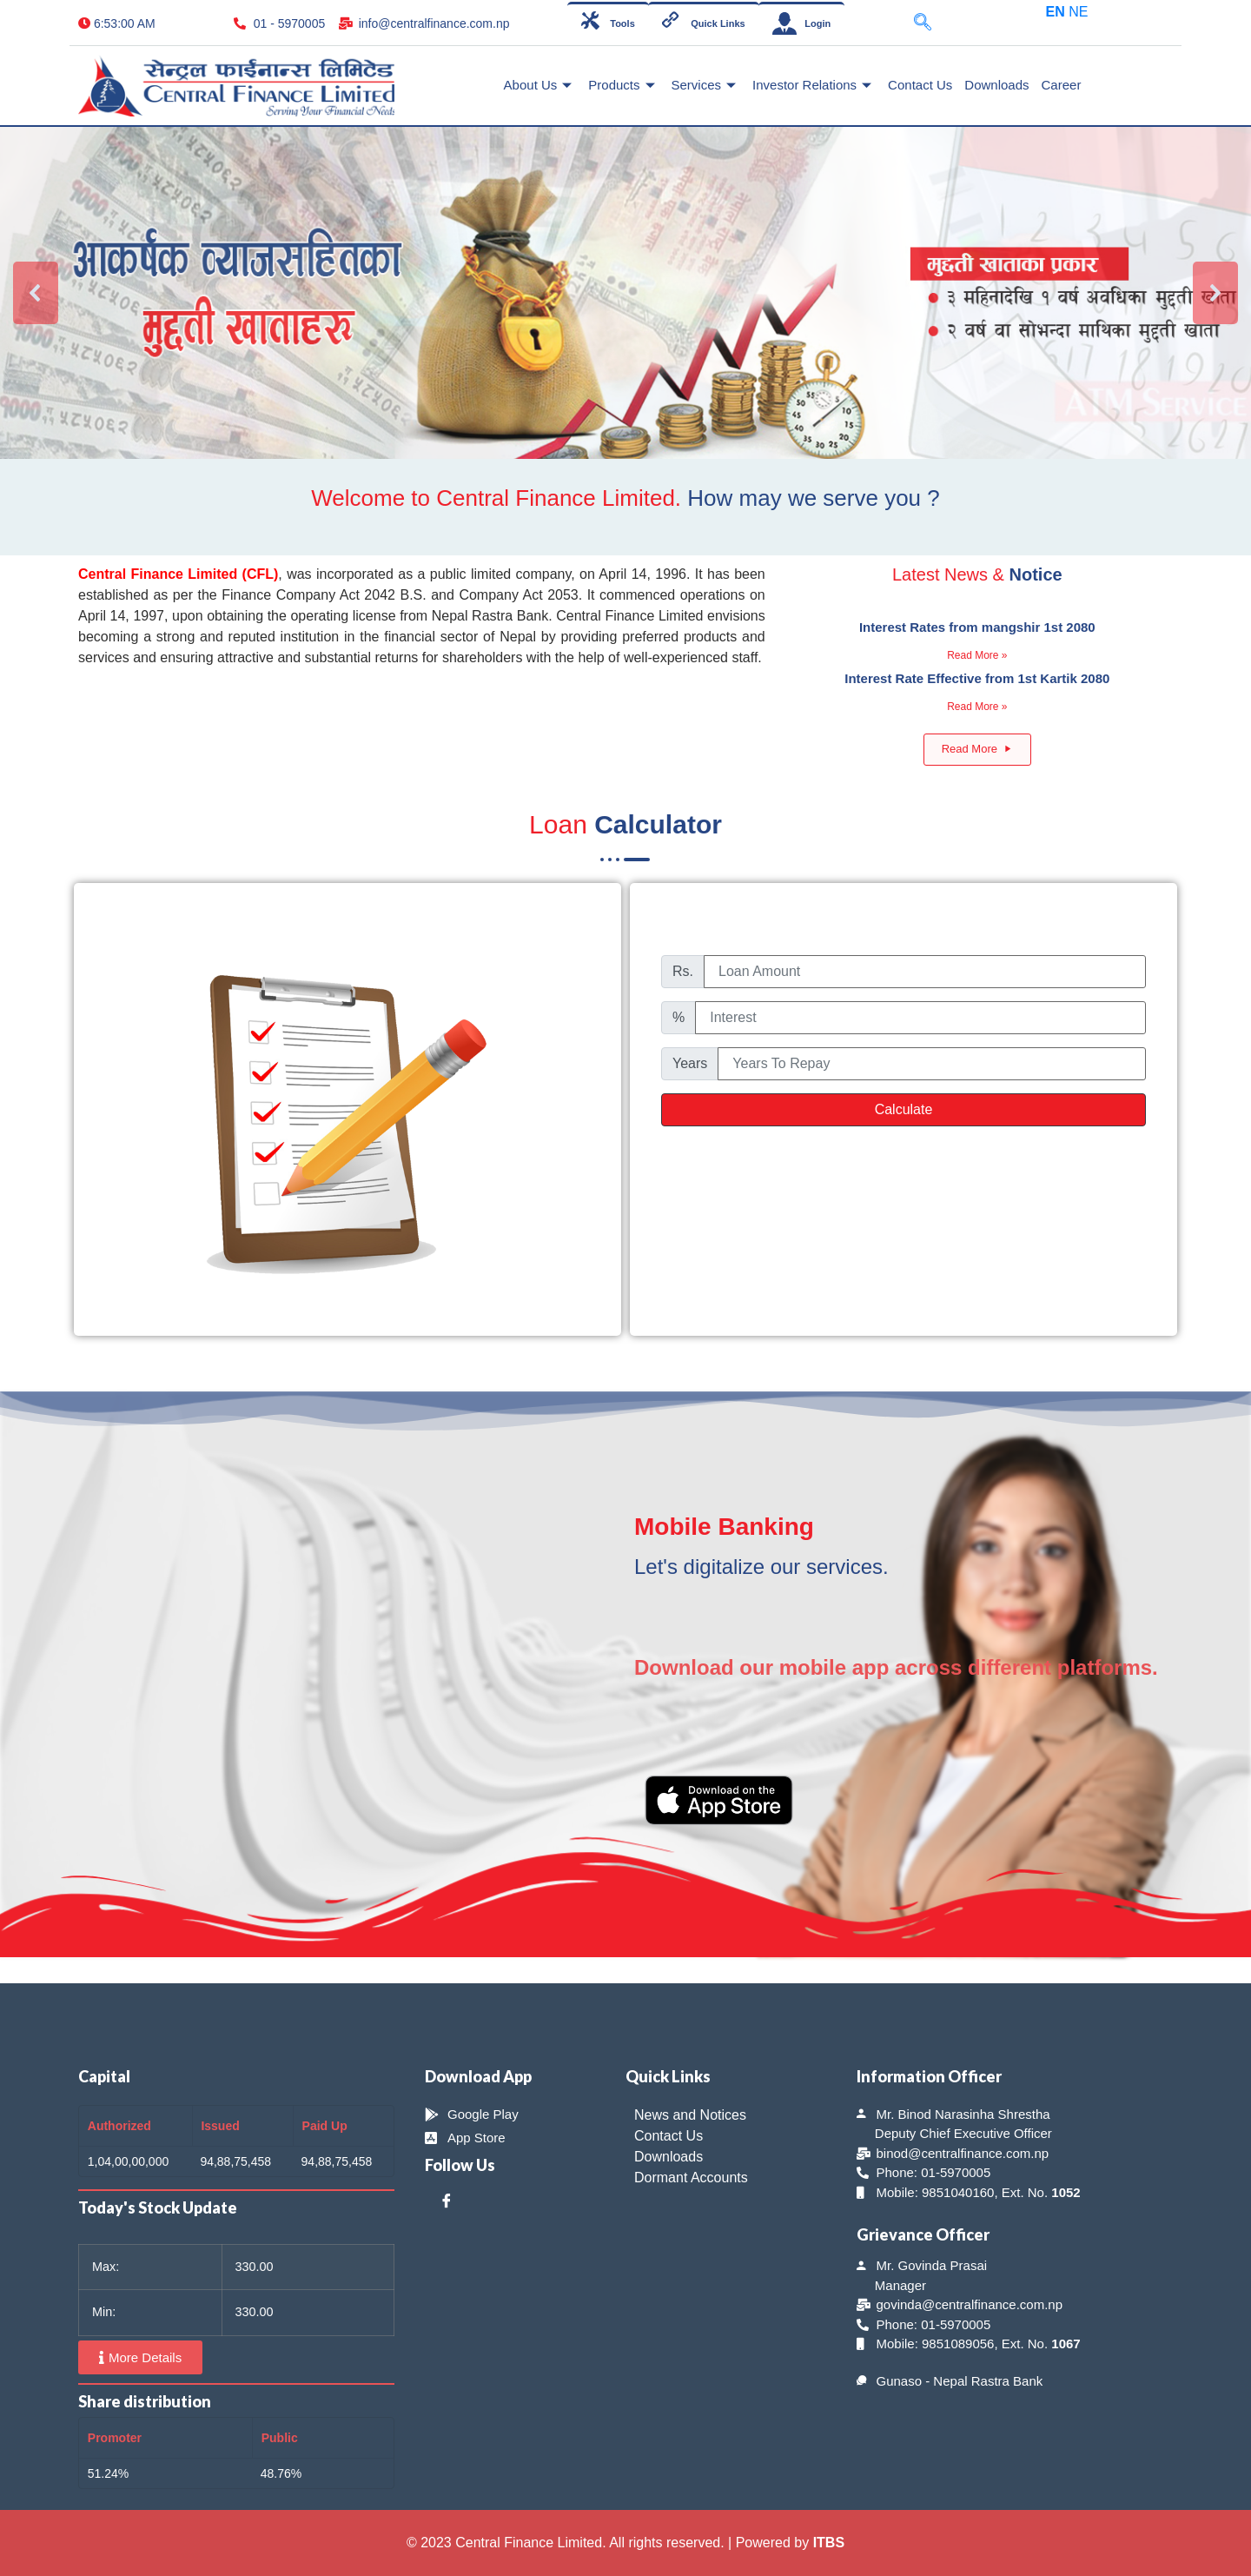 6:53:00 AM
01 - 5970005
info@centralfinance.com.np
Tools
Quick Links
Login
EN NE
सेन्ट्रल फाईनान्स लिमिटेड
CENTRAL FINANCE LIMITED
Serving Your Financial Needs
About Us
Products
Services
Investor Relations
Contact Us
Downloads
Career
आकर्षक व्याजसहितका
मुद्दती खाताहरु
मुद्दती खाताका प्रकार
३ महिनादेखि १ वर्ष अवधिका मुद्दती खाता
२ वर्ष वा सोभन्दा माथिका मुद्दती खाता
ATM SERVICE
Welcome to Central Finance Limited. How may we serve you ?
Central Finance Limited (CFL), was incorporated as a public limited company, on April 14, 1996. It has been
established as per the Finance Company Act 2042 B.S. and Company Act 2053. It commenced operations on
April 14, 1997, upon obtaining the operating license from Nepal Rastra Bank. Central Finance Limited envisions
becoming a strong and reputed institution in the financial sector of Nepal by providing preferred products and
services and ensuring attractive and substantial returns for shareholders with the help of well-experienced staff.
Latest News & Notice
Interest Rates from mangshir 1st 2080
Read More »
Interest Rate Effective from 1st Kartik 2080
Read More »
Read More
Loan Calculator
Rs. Loan Amount
% Interest
Years Years To Repay
Calculate
Mobile Banking
Let's digitalize our services.
Download our mobile app across different platforms.
Download on the
App Store
Capital
Authorized Issued Paid Up
1,04,00,00,000 94,88,75,458 94,88,75,458
Today's Stock Update
Max: 330.00
Min: 330.00
More Details
Share distribution
Promoter Public
51.24% 48.76%
Download App
Google Play
App Store
Follow Us
Quick Links
News and Notices
Contact Us
Downloads
Dormant Accounts
Information Officer
Mr. Binod Narasinha Shrestha
Deputy Chief Executive Officer
binod@centralfinance.com.np
Phone: 01-5970005
Mobile: 9851040160, Ext. No. 1052
Grievance Officer
Mr. Govinda Prasai
Manager
govinda@centralfinance.com.np
Phone: 01-5970005
Mobile: 9851089056, Ext. No. 1067
Gunaso - Nepal Rastra Bank
© 2023 Central Finance Limited. All rights reserved. | Powered by ITBS